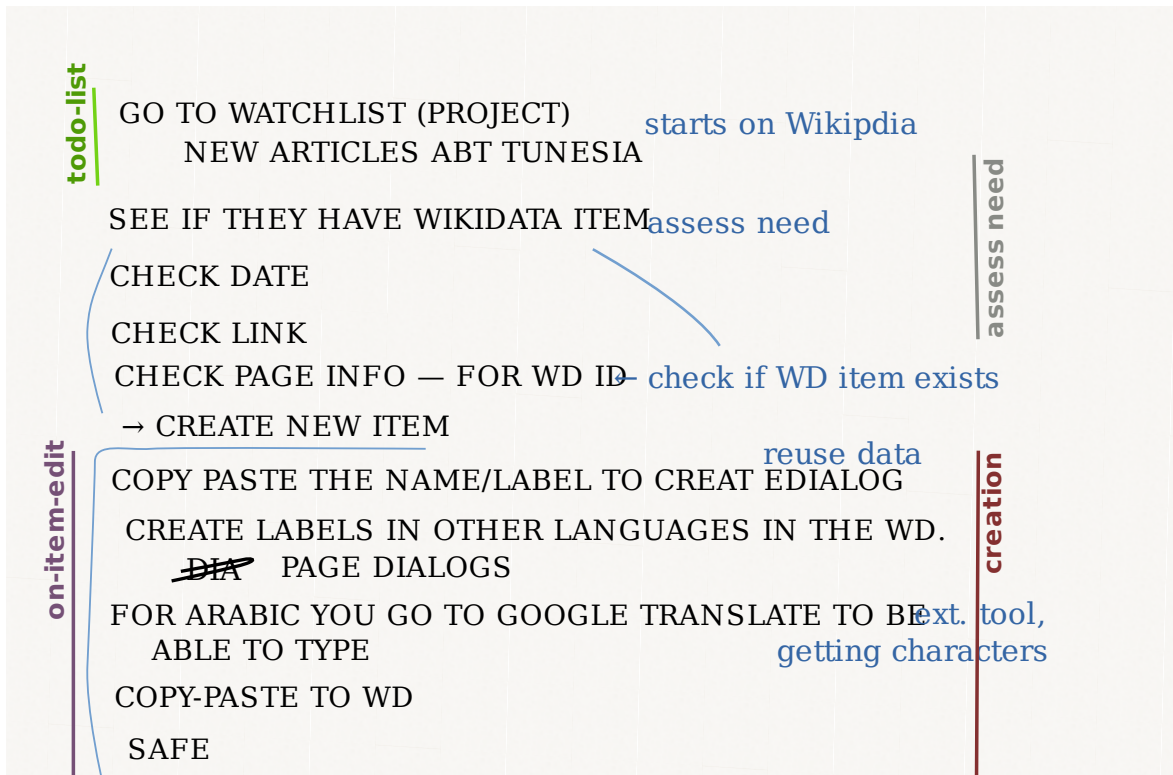 todo-list
GO TO WATCHLIST (PROJECT)
starts on Wikipdia
NEW ARTICLES ABT TUNESIA
assess need
SEE IF THEY HAVE WIKIDATA ITEM
assess need
CHECK DATE
CHECK LINK
CHECK PAGE INFO — FOR WD ID
← check if WD item exists
→ CREATE NEW ITEM
on-item-edit
reuse data
creation
COPY PASTE THE NAME/LABEL TO CREAT EDIALOG
CREATE LABELS IN OTHER LANGUAGES IN THE WD.
DIA PAGE DIALOGS
FOR ARABIC YOU GO TO GOOGLE TRANSLATE TO BE
ext. tool,
ABLE TO TYPE
getting characters
COPY-PASTE TO WD
SAFE